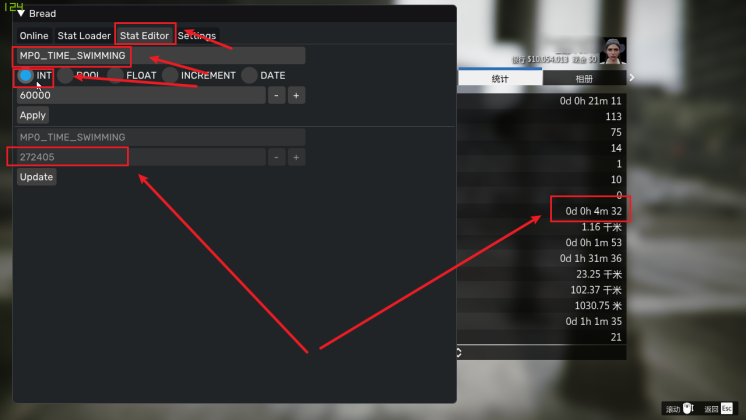 124
▼ Bread
Online Stat Loader Stat Editor Settings
MP0_TIME_SWIMMING
INT BOOL FLOAT INCREMENT DATE
60000 - +
Apply
MP0_TIME_SWIMMING
272405 - +
Update
银行 $10,054,003 现金 $0
统计 相册
0d 0h 21m 11
113
75
14
1
10
0
0d 0h 4m 32
1.16 千米
0d 0h 1m 53
0d 1h 31m 36
23.25 千米
102.37 千米
1030.75 米
0d 1h 1m 35
21
滚动 返回 Esc